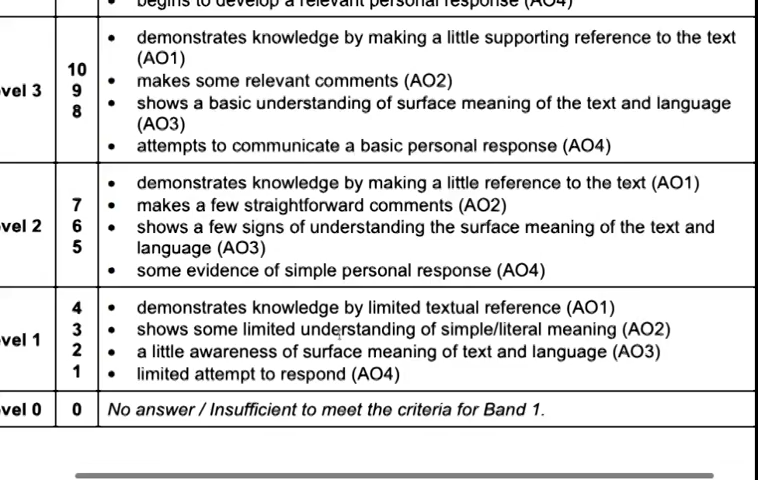 begins to develop a relevant personal response (AO4)
• demonstrates knowledge by making a little supporting reference to the text
(AO1)
vel 3
10
9
8
• makes some relevant comments (AO2)
• shows a basic understanding of surface meaning of the text and language
(AO3)
• attempts to communicate a basic personal response (AO4)
• demonstrates knowledge by making a little reference to the text (AO1)
vel 2
7
6
5
• makes a few straightforward comments (AO2)
• shows a few signs of understanding the surface meaning of the text and
language (AO3)
• some evidence of simple personal response (AO4)
vel 1
4
3
2
1
• demonstrates knowledge by limited textual reference (AO1)
• shows some limited understanding of simple/literal meaning (AO2)
• a little awareness of surface meaning of text and language (AO3)
• limited attempt to respond (AO4)
vel 0
0
No answer / Insufficient to meet the criteria for Band 1.